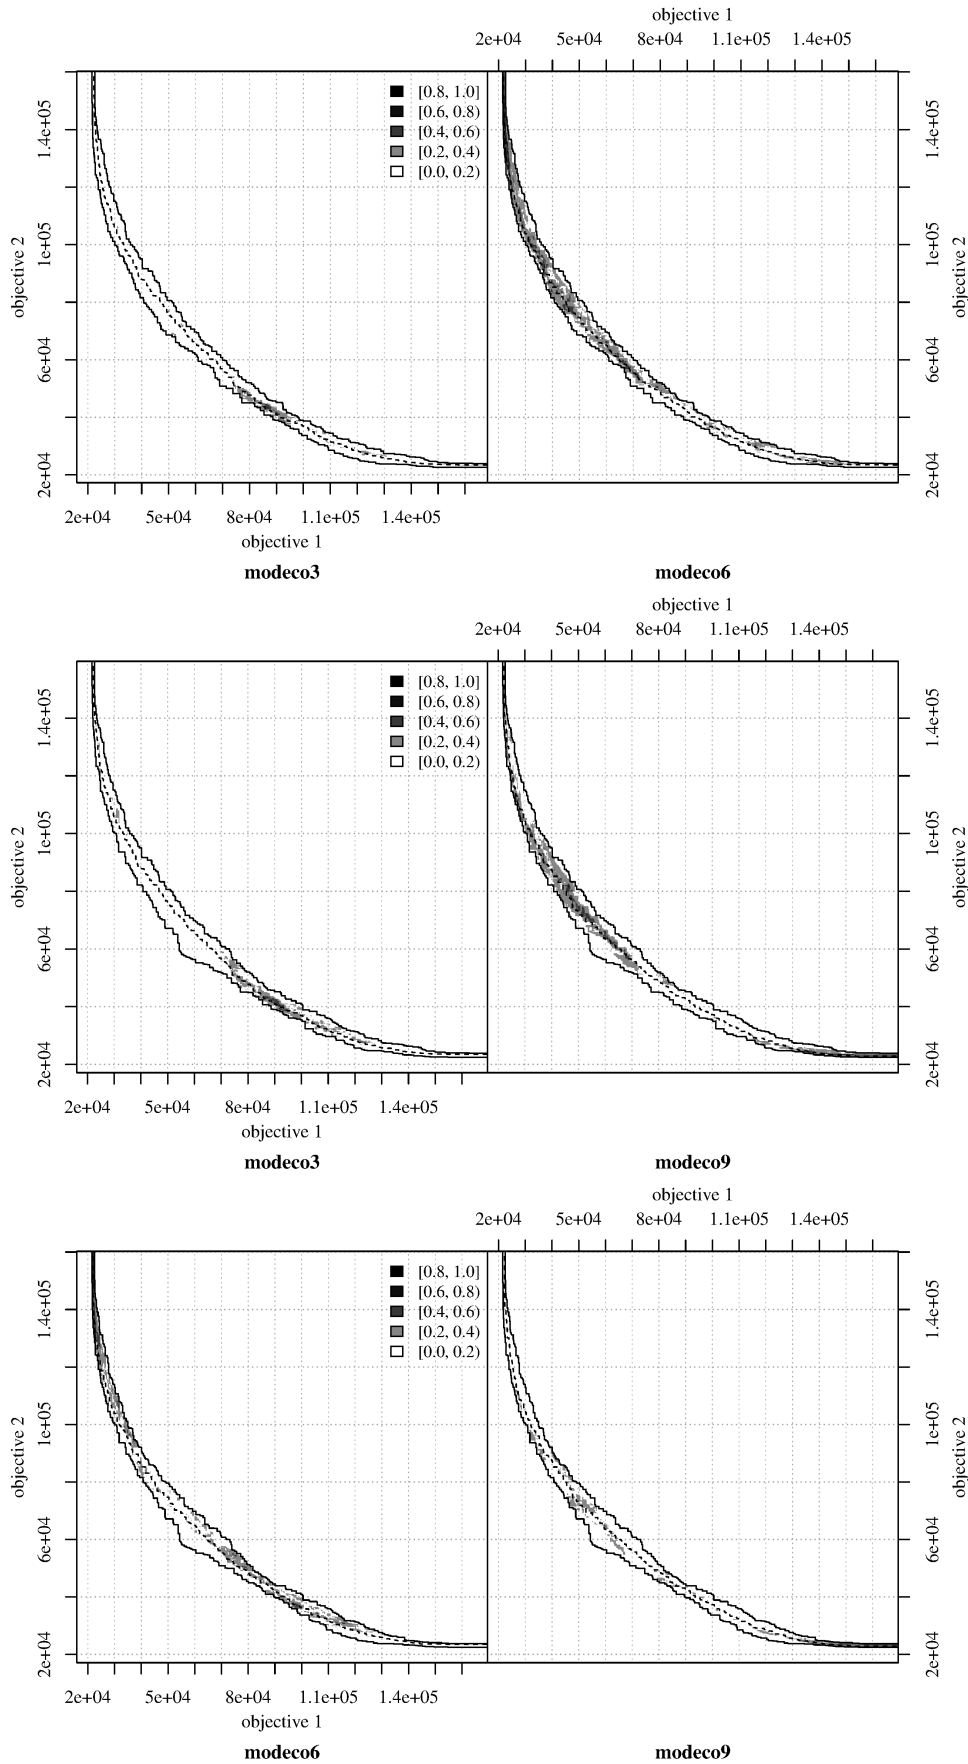 objective 1
2e+04 5e+04 8e+04 1.1e+05 1.4e+05
[0.8, 1.0]
[0.6, 0.8)
[0.4, 0.6)
[0.2, 0.4)
[0.0, 0.2)
objective 2
2e+04 6e+04 1e+05 1.4e+05
2e+04 6e+04 1e+05 1.4e+05
objective 2
2e+04 5e+04 8e+04 1.1e+05 1.4e+05
objective 1
modeco3 modeco6
objective 1
2e+04 5e+04 8e+04 1.1e+05 1.4e+05
[0.8, 1.0]
[0.6, 0.8)
[0.4, 0.6)
[0.2, 0.4)
[0.0, 0.2)
objective 2
2e+04 6e+04 1e+05 1.4e+05
2e+04 6e+04 1e+05 1.4e+05
objective 2
2e+04 5e+04 8e+04 1.1e+05 1.4e+05
objective 1
modeco3 modeco9
objective 1
2e+04 5e+04 8e+04 1.1e+05 1.4e+05
[0.8, 1.0]
[0.6, 0.8)
[0.4, 0.6)
[0.2, 0.4)
[0.0, 0.2)
objective 2
2e+04 6e+04 1e+05 1.4e+05
2e+04 6e+04 1e+05 1.4e+05
objective 2
2e+04 5e+04 8e+04 1.1e+05 1.4e+05
objective 1
modeco6 modeco9